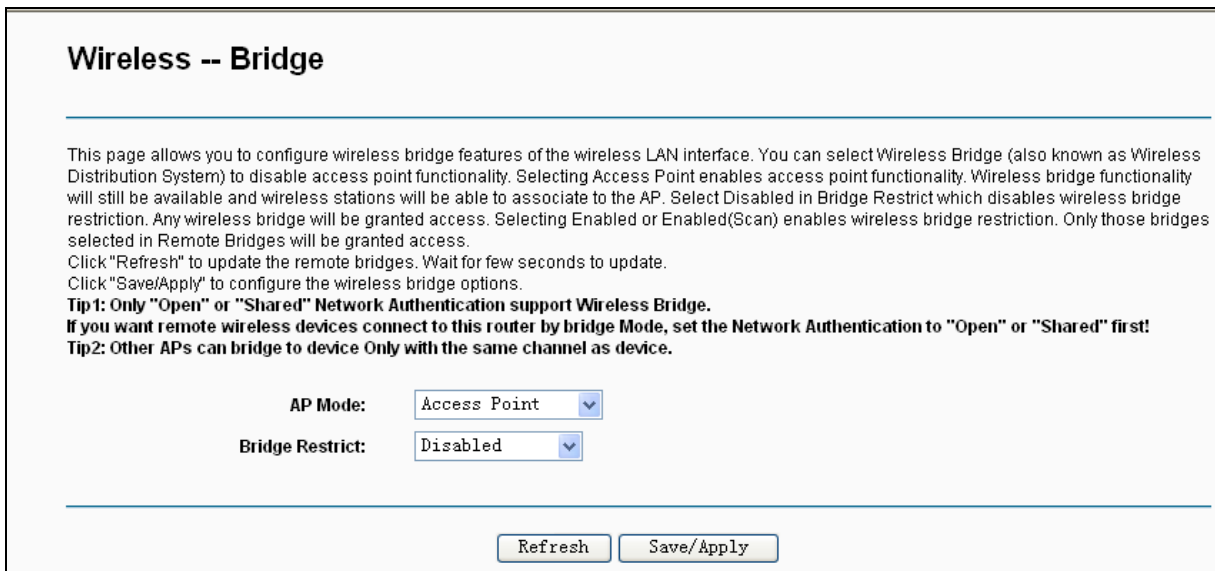 Wireless -- Bridge
This page allows you to configure wireless bridge features of the wireless LAN interface. You can select Wireless Bridge (also known as Wireless
Distribution System) to disable access point functionality. Selecting Access Point enables access point functionality. Wireless bridge functionality
will still be available and wireless stations will be able to associate to the AP. Select Disabled in Bridge Restrict which disables wireless bridge
restriction. Any wireless bridge will be granted access. Selecting Enabled or Enabled(Scan) enables wireless bridge restriction. Only those bridges
selected in Remote Bridges will be granted access.
Click "Refresh" to update the remote bridges. Wait for few seconds to update.
Click "Save/Apply" to configure the wireless bridge options.
Tip1: Only "Open" or "Shared" Network Authentication support Wireless Bridge.
If you want remote wireless devices connect to this router by bridge Mode, set the Network Authentication to "Open" or "Shared" first!
Tip2: Other APs can bridge to device Only with the same channel as device.
AP Mode: Access Point
Bridge Restrict: Disabled
Refresh Save/Apply